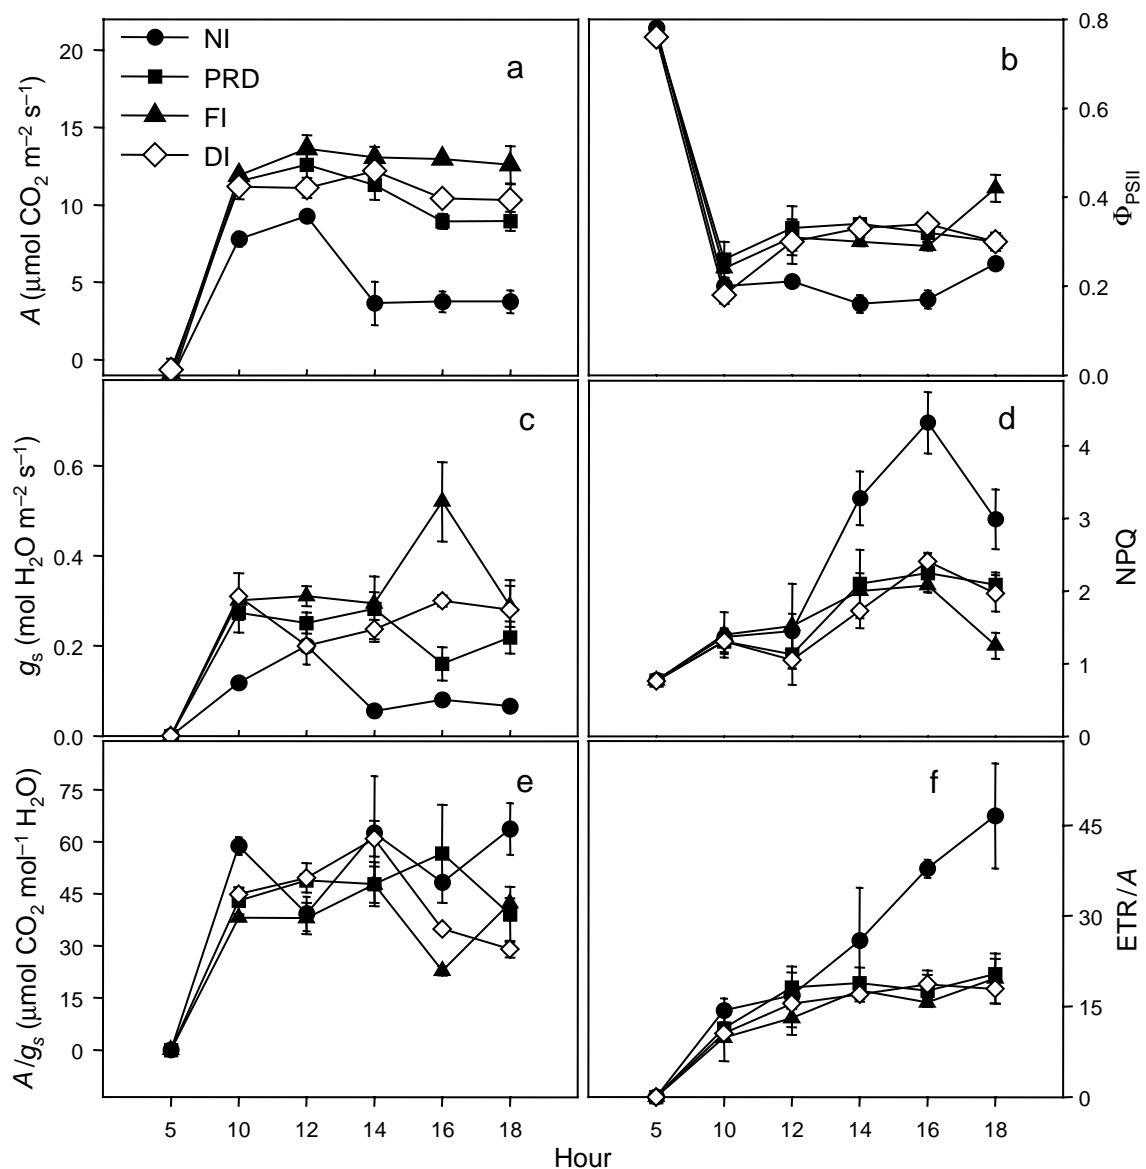 NI
PRD
FI
DI
a
20
15
10
5
0
A (μmol CO₂ m⁻² s⁻¹)
b
0.8
0.6
0.4
0.2
0.0
Φ_PSII
c
0.6
0.4
0.2
0.0
gₛ (mol H₂O m⁻² s⁻¹)
d
4
3
2
1
0
NPQ
e
75
60
45
30
15
0
A/gₛ (μmol CO₂ mol⁻¹ H₂O)
f
45
30
15
0
ETR/A
5 10 12 14 16 18 5 10 12 14 16 18
Hour